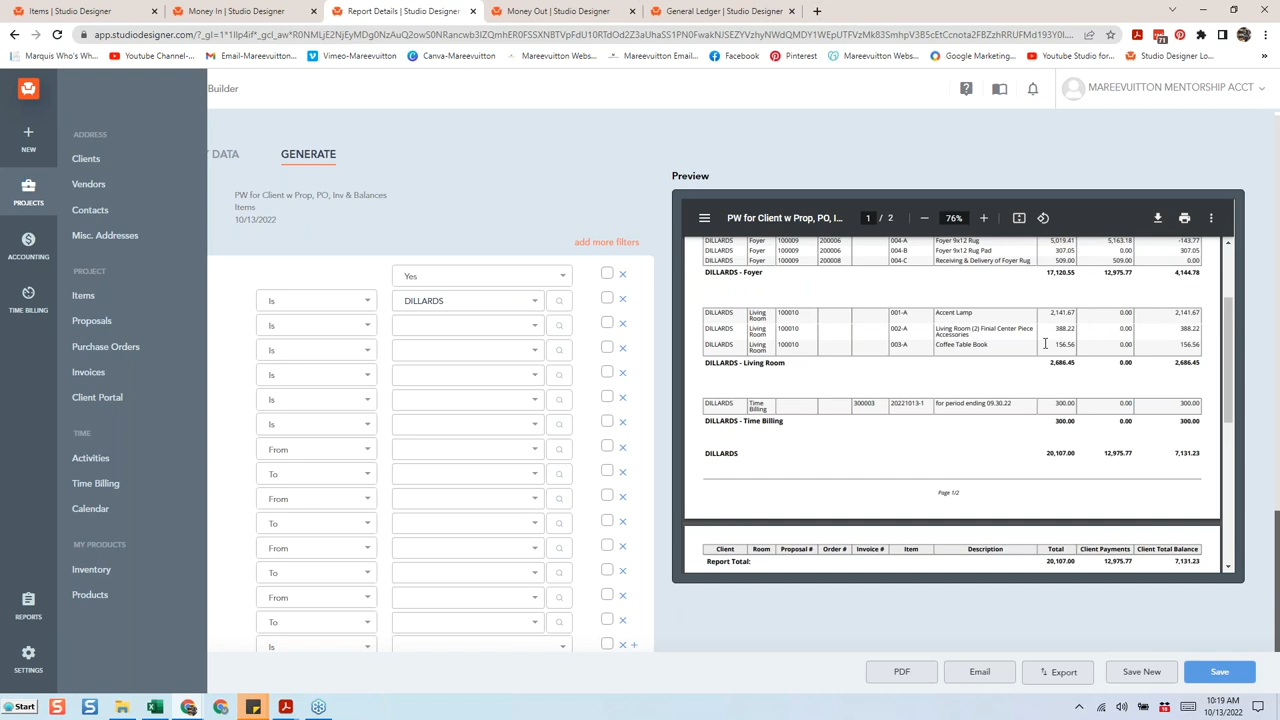 Items | Studio Designer
Money In | Studio Designer
Report Details | Studio Designer
Money Out | Studio Designer
General Ledger | Studio Designer
Marquis Who's Who...
Youtube Channel...
Email-Mareevuitton...
Vimeo-Mareevuitton
Mareevuitton Webs...
Mareevuitton Email...
Facebook
Pinterest
Mareevuitton Webs...
Google Marketing...
Studio Designer Lo...
Builder
MAREEVUITTON MENTORSHIP ACCT
NEW
PROJECTS
ACCOUNTING
TIME BILLING
REPORTS
SETTINGS
ADDRESS
Clients
Vendors
Contacts
Misc. Addresses
PROJECT
Items
Proposals
Purchase Orders
Invoices
Client Portal
TIME
Activities
Time Billing
Calendar
MY PRODUCTS
Inventory
Products
DATA GENERATE
PW for Client w Prop, PO, Inv & Balances
Items
10/13/2022
add more filters
Yes
Is DILLARDS
Is
Is
Is
Is
Is
From
To
From
To
From
To
From
To
Is
Preview
PW for Client w Prop, PO, I... 1 / 2 76%
DILLARDS Foyer 100009 200006 004-A Foyer 9x12 Rug 5,019.41 5,163.18 -143.77
DILLARDS Foyer 100009 200006 004-B Foyer 9x12 Rug Pad 307.05 307.05
DILLARDS Foyer 100009 200008 004-C Receiving & Delivery of Foyer Rug 509.00 509.00 0.00
DILLARDS - Foyer 17,120.55 12,975.77 4,144.78
DILLARDS Living Room 100010 001-A Accent Lamp 2,141.67 0.00 2,141.67
DILLARDS Living Room 100010 002-A Living Room (2) Finial Center Piece Accessories 388.22 0.00 388.22
DILLARDS Living Room 100010 003-A Coffee Table Book 156.56 0.00 156.56
DILLARDS - Living Room 2,686.45 0.00 2,686.45
DILLARDS Time Billing 300003 20221013-1 for period ending 09.30.22 300.00 0.00 300.00
DILLARDS - Time Billing 300.00 0.00 300.00
DILLARDS 20,107.00 12,975.77 7,131.23
Page 1/2
Client Room Proposal # Order # Invoice # Item Description Total Client Payments Client Total Balance
Report Total: 20,107.00 12,975.77 7,131.23
PDF Email Export Save New Save
Start
10:19 AM
10/13/2022